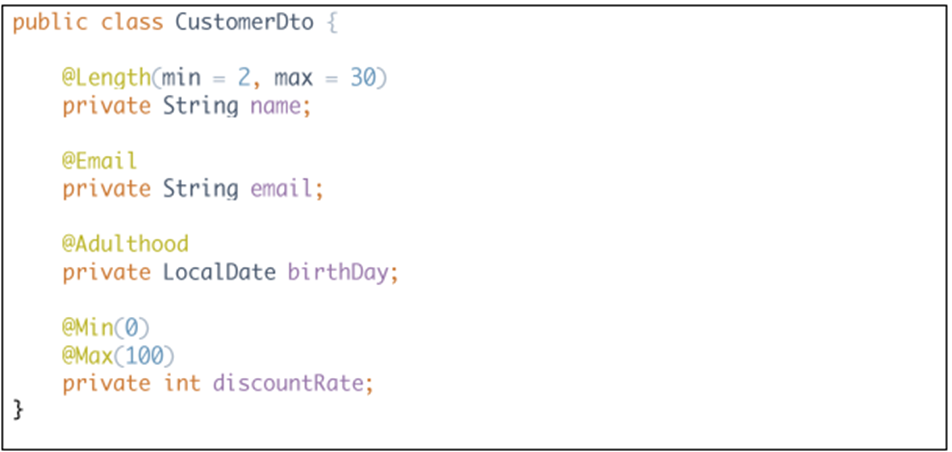 public class CustomerDto {
@Length(min = 2, max = 30)
private String name;
@Email
private String email;
@Adulthood
private LocalDate birthDay;
@Min(0)
@Max(100)
private int discountRate;
}